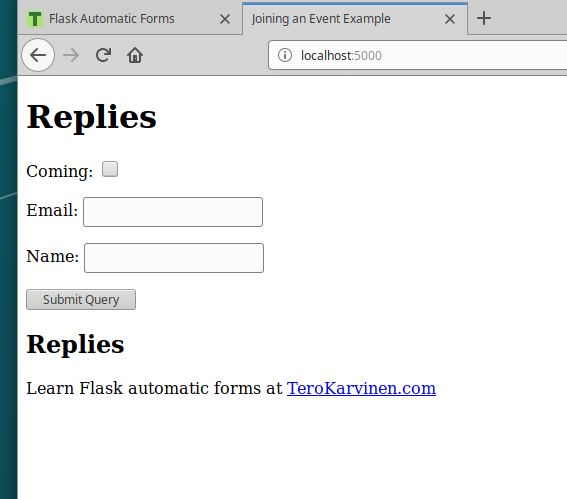 T Flask Automatic Forms
Joining an Event Example
localhost:5000
Replies
Coming:
Email:
Name:
Submit Query
Replies
Learn Flask automatic forms at TeroKarvinen.com